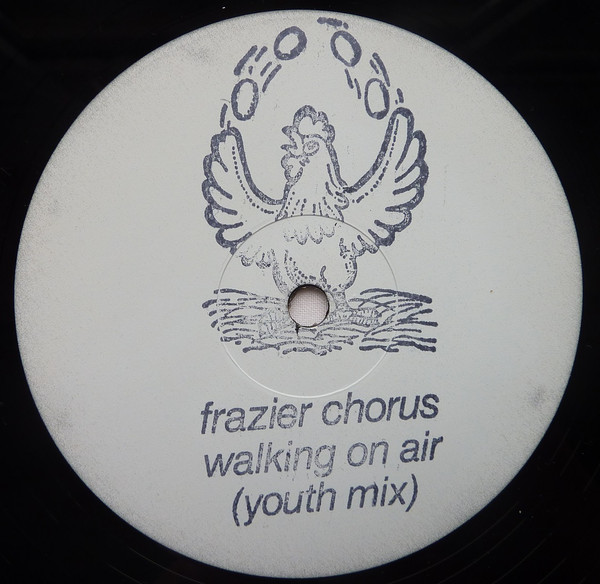 frazier chorus
walking on air
(youth mix)